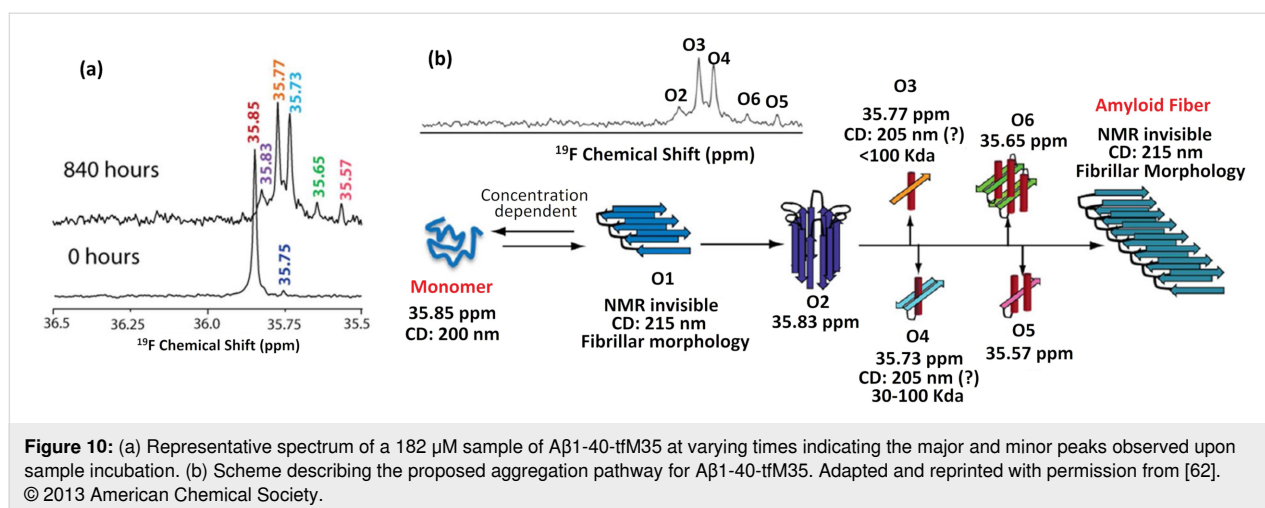 (a)
35.85
35.83
35.77
35.73
35.65
35.57
840 hours
0 hours
35.75
36.5 36.25 36.0 35.75 35.5
¹⁹F Chemical Shift (ppm)
(b)
O2 O3 O4 O6 O5
¹⁹F Chemical Shift (ppm)
Concentration
dependent
Monomer
35.85 ppm
CD: 200 nm
O1
NMR invisible
CD: 215 nm
Fibrillar morphology
O2
35.83 ppm
O3
35.77 ppm
CD: 205 nm (?)
<100 Kda
O4
35.73 ppm
CD: 205 nm (?)
30-100 Kda
O6
35.65 ppm
O5
35.57 ppm
Amyloid Fiber
NMR invisible
CD: 215 nm
Fibrillar Morphology
Figure 10: (a) Representative spectrum of a 182 µM sample of Aβ1-40-tfM35 at varying times indicating the major and minor peaks observed upon
sample incubation. (b) Scheme describing the proposed aggregation pathway for Aβ1-40-tfM35. Adapted and reprinted with permission from [62].
© 2013 American Chemical Society.